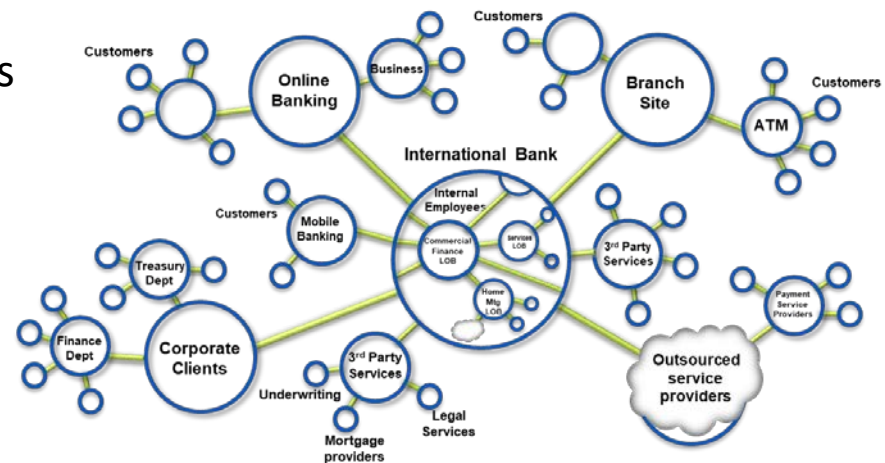 s
Customers
Online
Banking
Business
Customers
Branch
Site
Customers
ATM
International Bank
Internal
Employees
Commercial
Finance
LOB
Services
LOB
Home
Mtg
LOB
Customers
Mobile
Banking
3rd Party
Services
Treasury
Dept
Finance
Dept
Corporate
Clients
3rd Party
Services
Underwriting
Mortgage
providers
Legal
Services
Payment
Service
Providers
Outsourced
service
providers